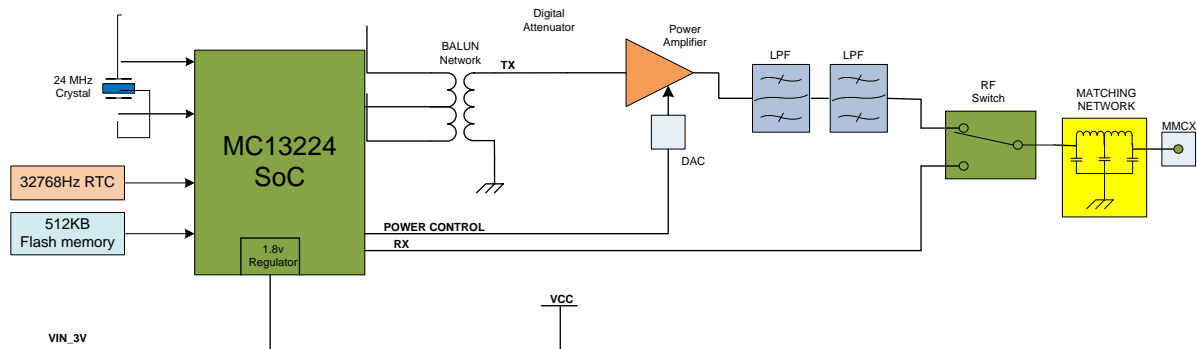 Digital
Attenuator
Power
Amplifier
BALUN
Network
TX
LPF
LPF
24 MHz
Crystal
RF
Switch
MATCHING
NETWORK
MMCX
MC13224
SoC
DAC
32768Hz RTC
512KB
Flash memory
POWER CONTROL
RX
1.8v
Regulator
VCC
VIN_3V